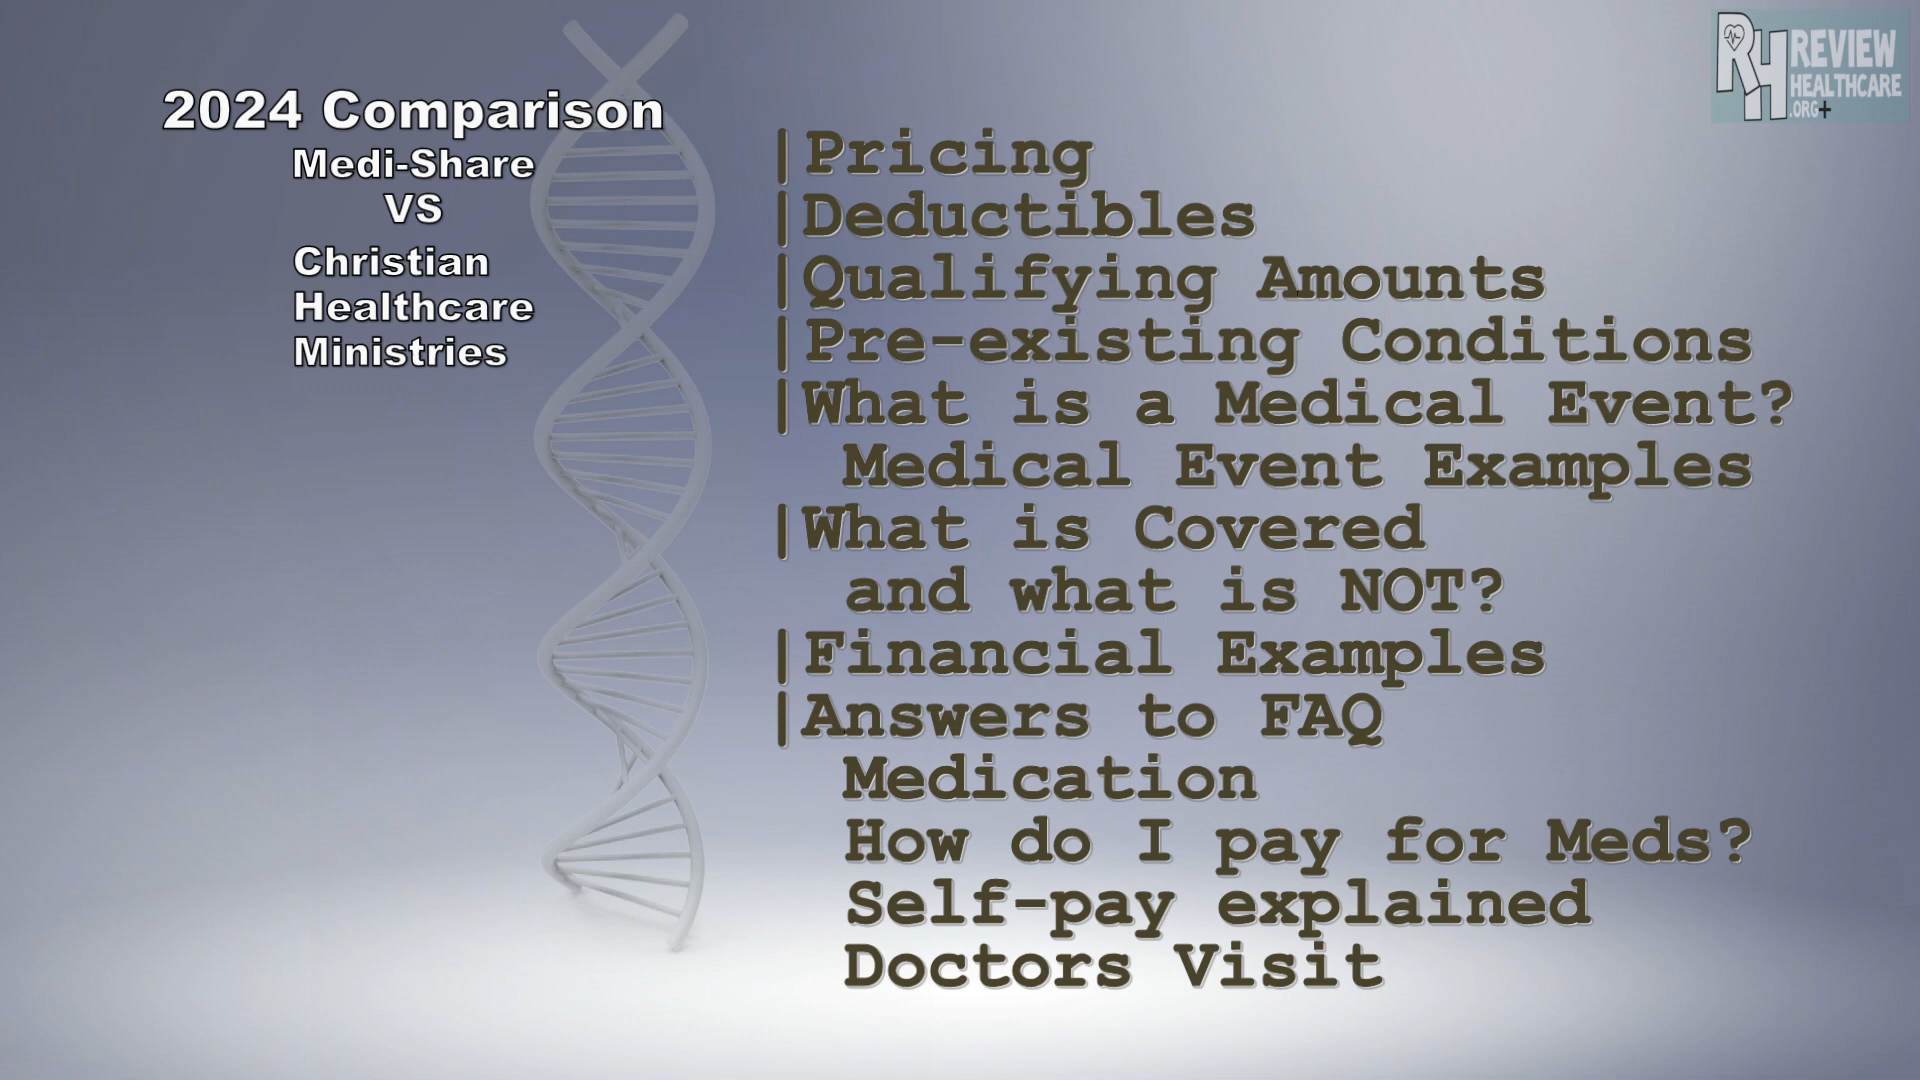 2024 Comparison
Medi-Share
VS
Christian
Healthcare
Ministries
RH REVIEW
HEALTHCARE
.ORG+
|Pricing
|Deductibles
|Qualifying Amounts
|Pre-existing Conditions
|What is a Medical Event?
Medical Event Examples
|What is Covered
and what is NOT?
|Financial Examples
|Answers to FAQ
Medication
How do I pay for Meds?
Self-pay explained
Doctors Visit